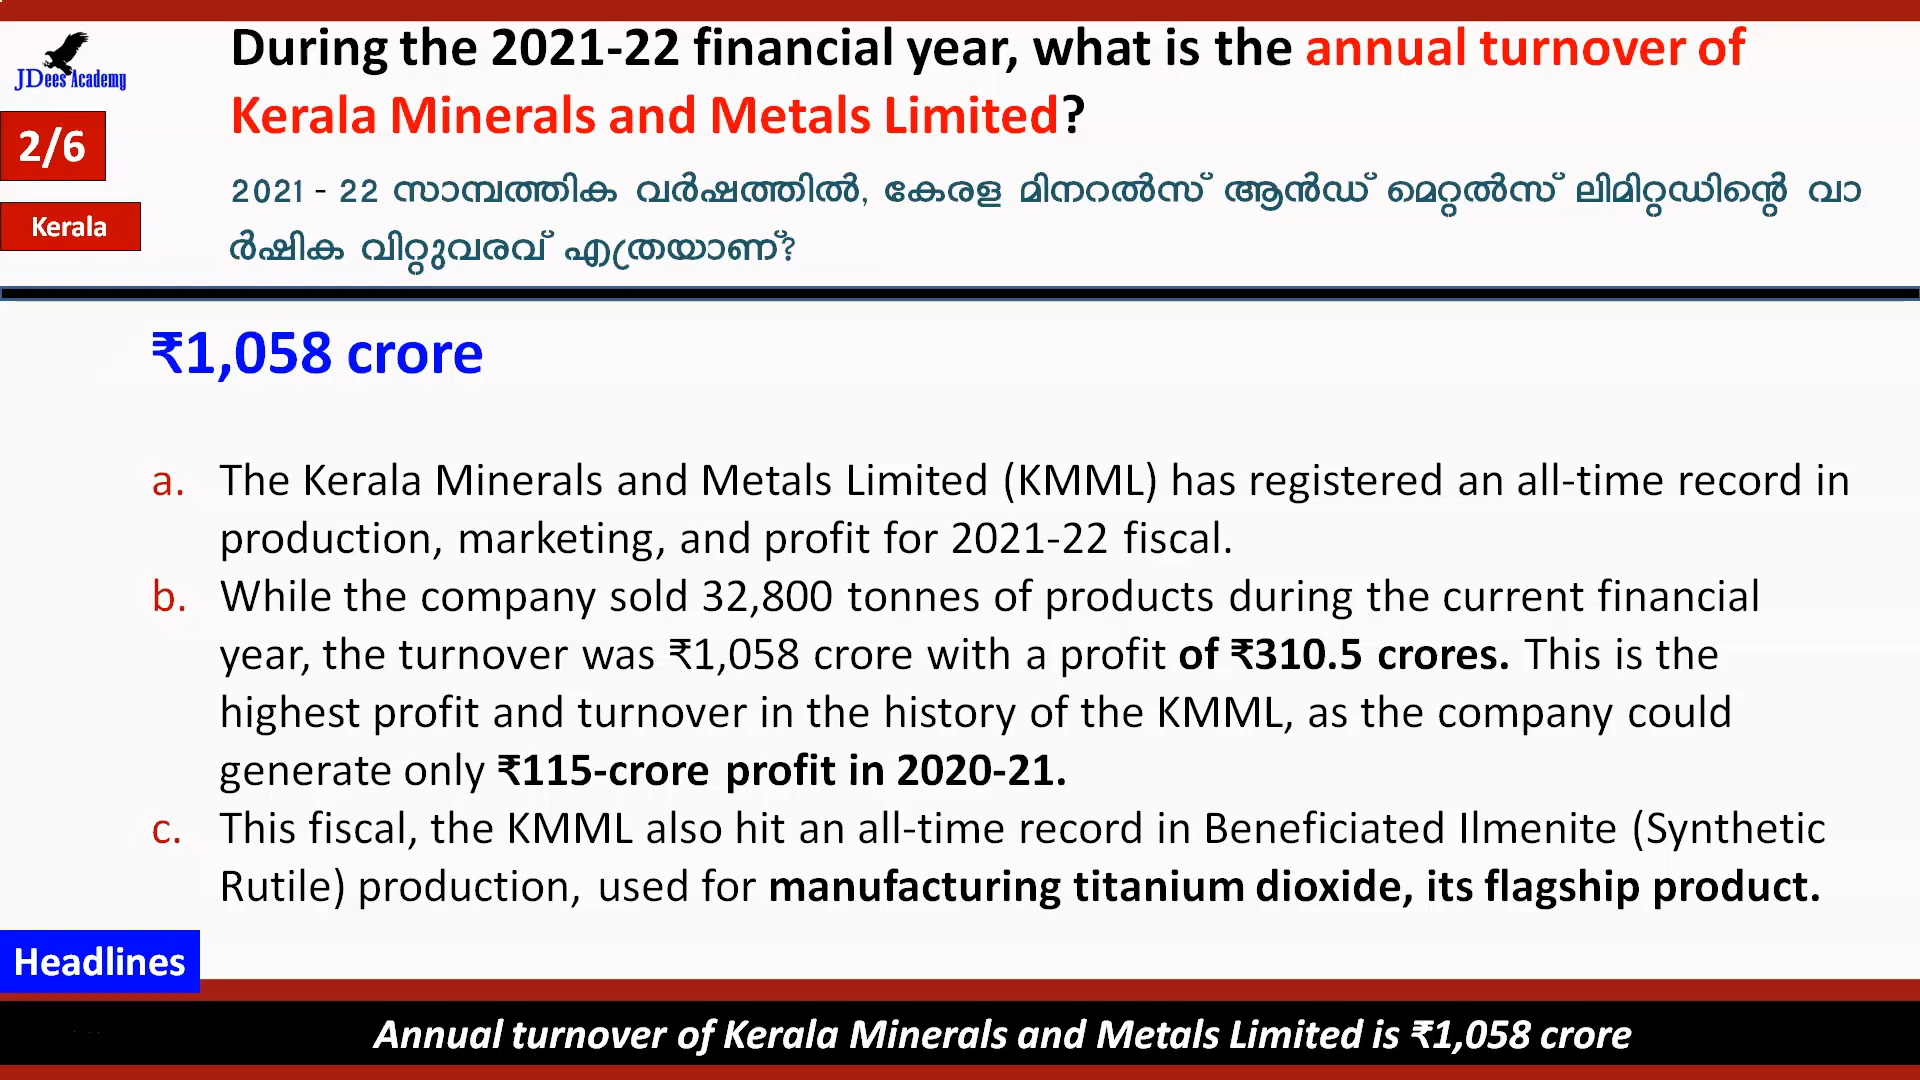 During the 2021-22 financial year, what is the annual turnover of
Kerala Minerals and Metals Limited?
JDees Academy
2/6
Kerala
2021 - 22 സാമ്പത്തിക വർഷത്തിൽ, കേരള മിനറൽസ് ആൻഡ് മെറ്റൽസ് ലിമിറ്റഡിന്റെ വാ
ർഷിക വിറ്റുവരവ് എത്രയാണ്?
₹1,058 crore
a. The Kerala Minerals and Metals Limited (KMML) has registered an all-time record in
production, marketing, and profit for 2021-22 fiscal.
b. While the company sold 32,800 tonnes of products during the current financial
year, the turnover was ₹1,058 crore with a profit of ₹310.5 crores. This is the
highest profit and turnover in the history of the KMML, as the company could
generate only ₹115-crore profit in 2020-21.
c. This fiscal, the KMML also hit an all-time record in Beneficiated Ilmenite (Synthetic
Rutile) production, used for manufacturing titanium dioxide, its flagship product.
Headlines
Annual turnover of Kerala Minerals and Metals Limited is ₹1,058 crore